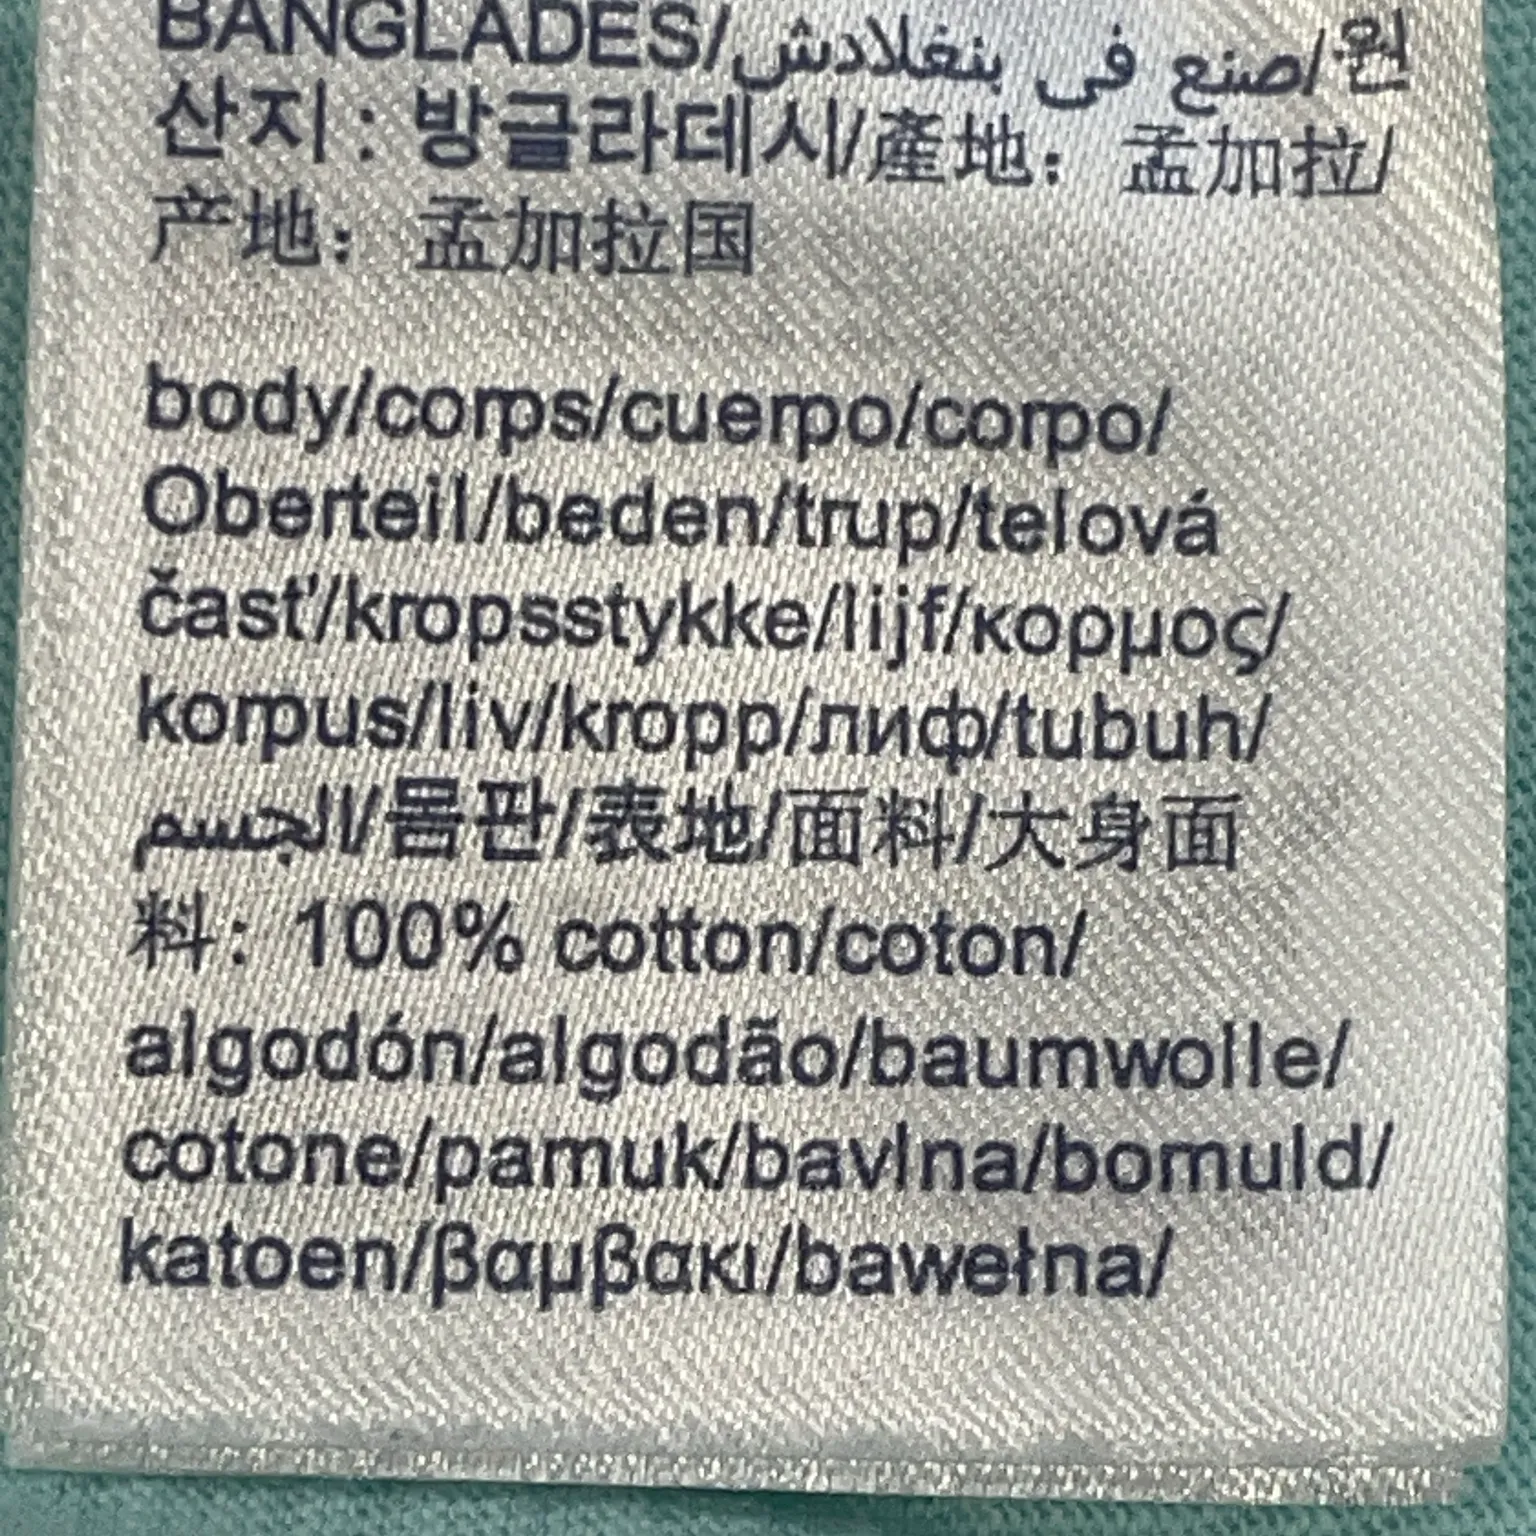 BANGLADES/صنع في بنغلادش/원
산지 : 방글라데시/產地： 孟加拉/
产地： 孟加拉国
body/corps/cuerpo/corpo/
Oberteil/beden/trup/telová
časť/kropsstykke/lijf/κορμος/
korpus/liv/kropp/лиф/tubuh/
الجسم/몸판/表地/面料/大身面
料：100% cotton/coton/
algodón/algodão/baumwolle/
cotone/pamuk/bavlna/bomuld/
katoen/βαμβακι/bawełna/